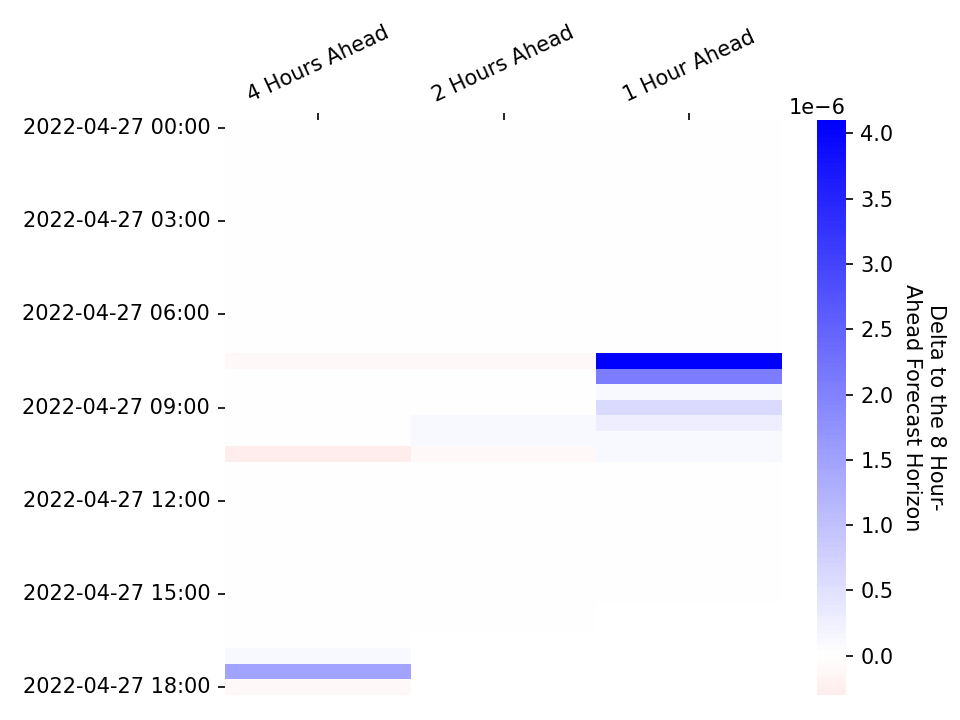 4 Hours Ahead
2 Hours Ahead
1 Hour Ahead
1e−6
2022-04-27 00:00
2022-04-27 03:00
2022-04-27 06:00
2022-04-27 09:00
2022-04-27 12:00
2022-04-27 15:00
2022-04-27 18:00
4.0
3.5
3.0
2.5
2.0
1.5
1.0
0.5
0.0
Delta to the 8 Hour-
Ahead Forecast Horizon